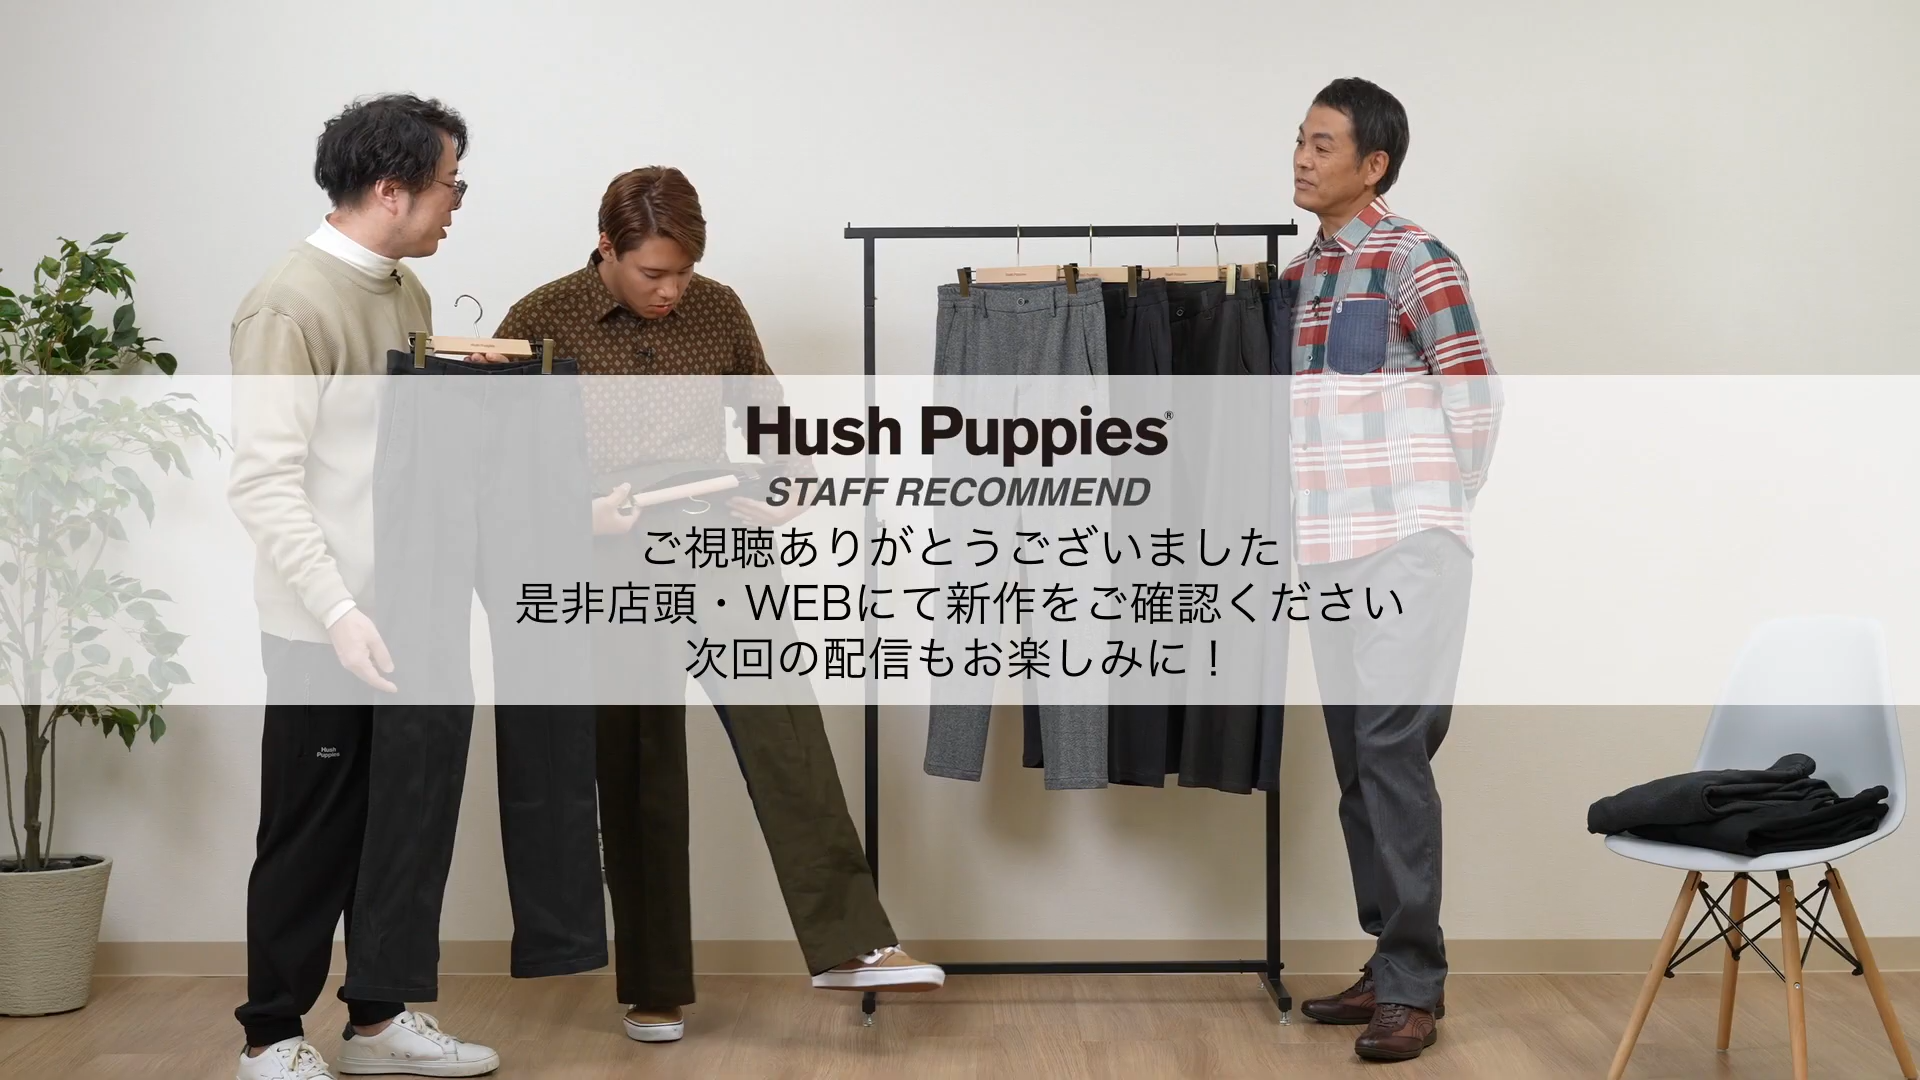 Hush Puppies®
STAFF RECOMMEND
ご視聴ありがとうございました
是非店頭・WEBにて新作をご確認ください
次回の配信もお楽しみに！
Hush
Puppies